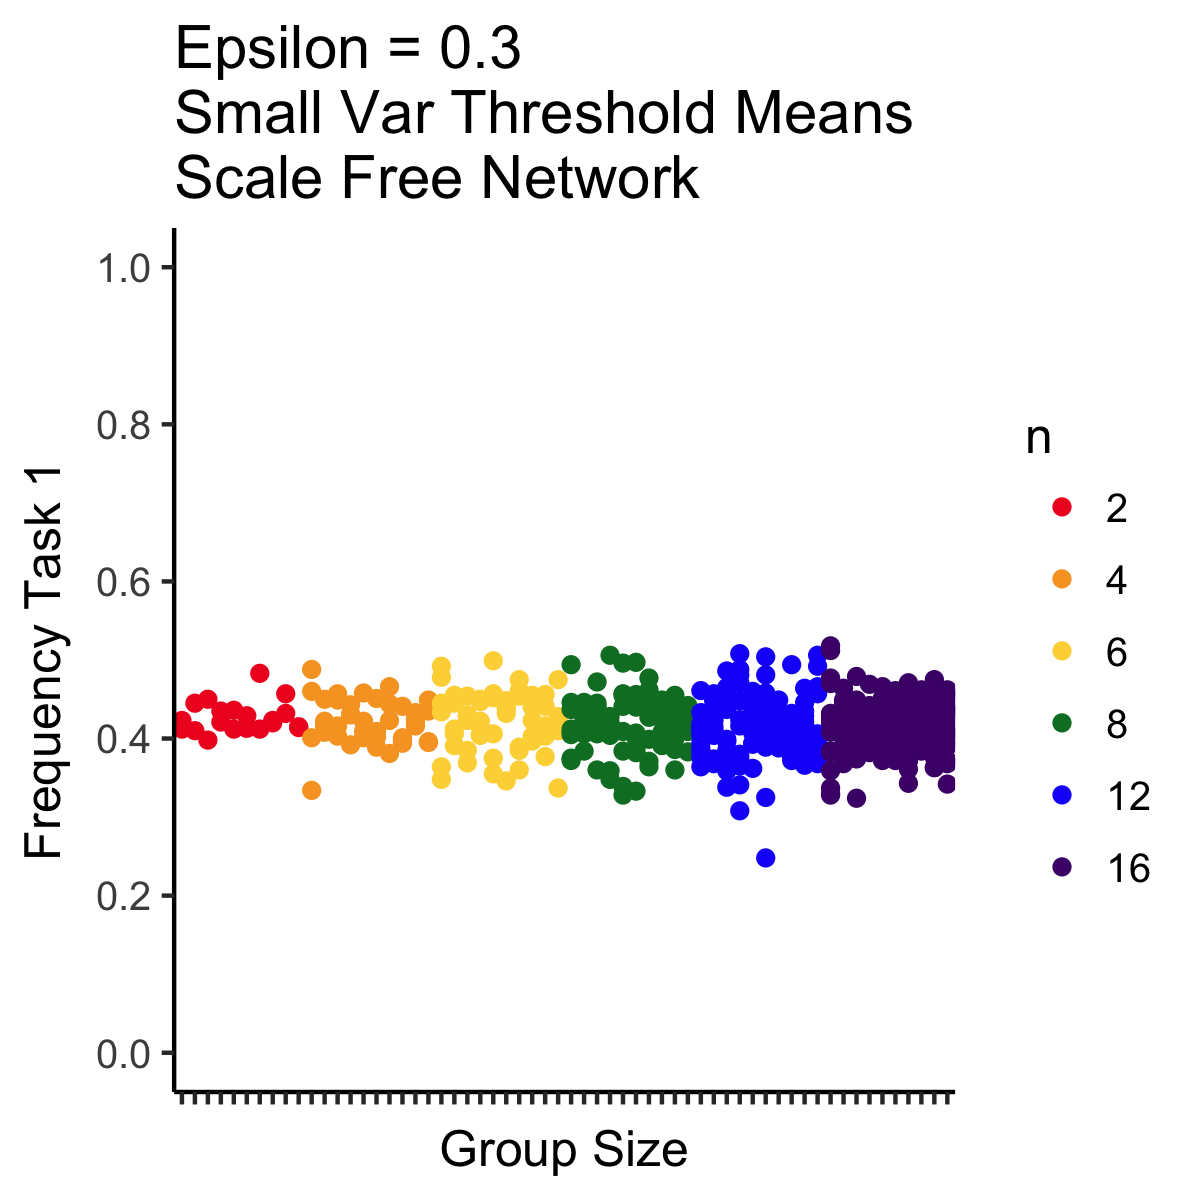 Epsilon = 0.3
Small Var Threshold Means
Scale Free Network
1.0
0.8
0.6
0.4
0.2
0.0
Frequency Task 1
Group Size
n
2
4
6
8
12
16